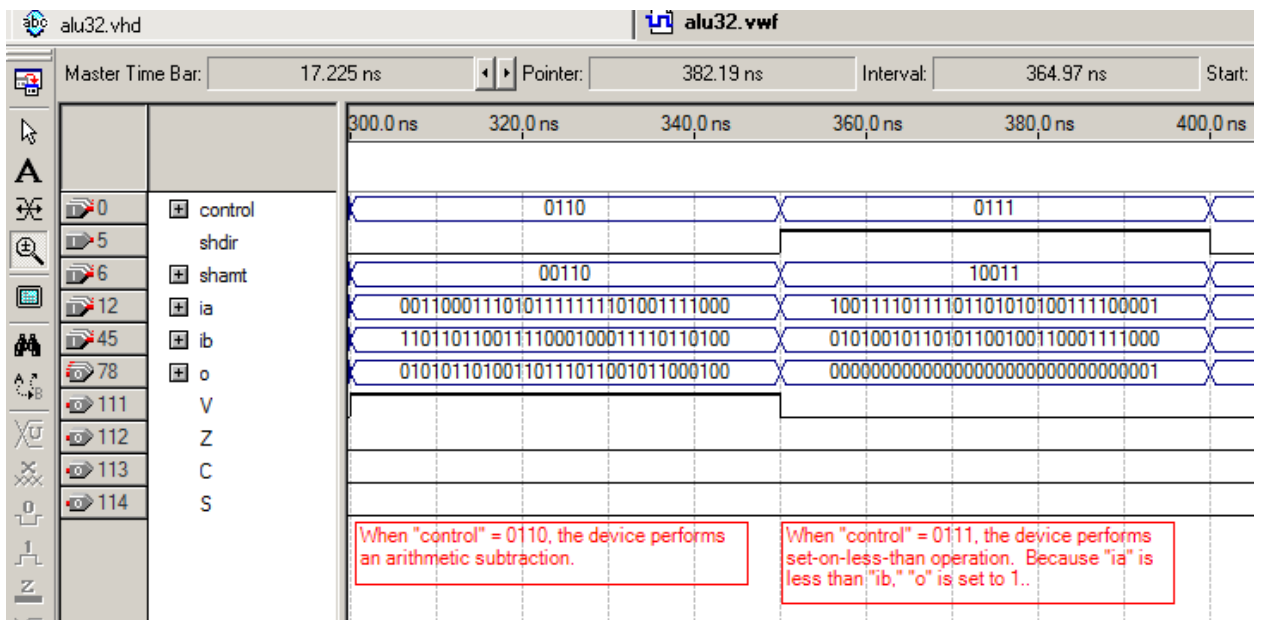 abc alu32.vhd
alu32.vwf
Master Time Bar: 17.225 ns Pointer: 382.19 ns Interval: 364.97 ns Start:
300.0 ns 320.0 ns 340.0 ns 360.0 ns 380.0 ns 400.0 ns
0 control 0110 0111
5 shdir
6 shamt 00110 10011
12 ia 00110001110101111111101001111000 10011110111101101010100111100001
45 ib 11011011001111000100011110110100 01010010110101100100110001111000
78 o 01010110100110111011001011000100 00000000000000000000000000000001
111 V
112 Z
113 C
114 S
When "control" = 0110, the device performs
an arithmetic subtraction.
When "control" = 0111, the device performs
set-on-less-than operation. Because "ia" is
less than "ib," "o" is set to 1..